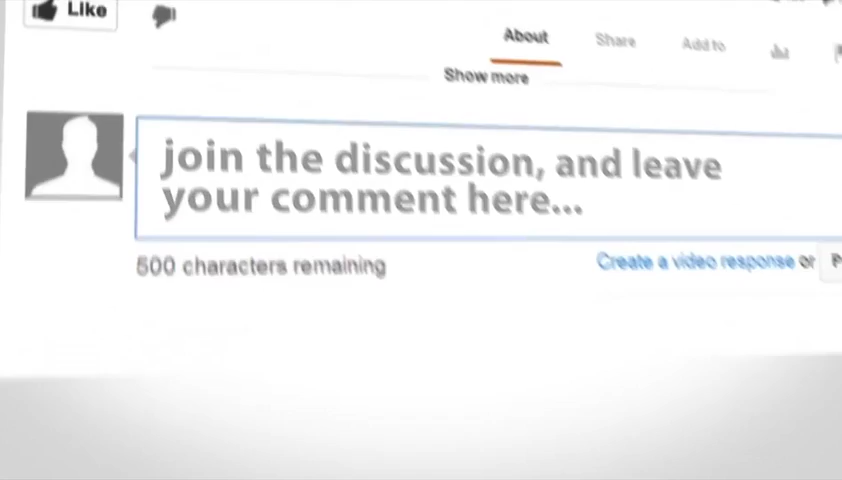 Like
About Share Add to
Show more
join the discussion, and leave
your comment here...
500 characters remaining
Create a video response or